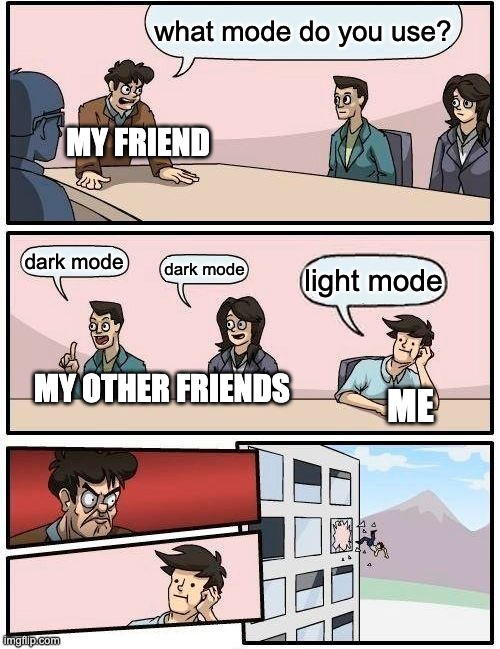 what mode do you use?
MY FRIEND
dark mode
dark mode
light mode
MY OTHER FRIENDS
ME
imgflip.com